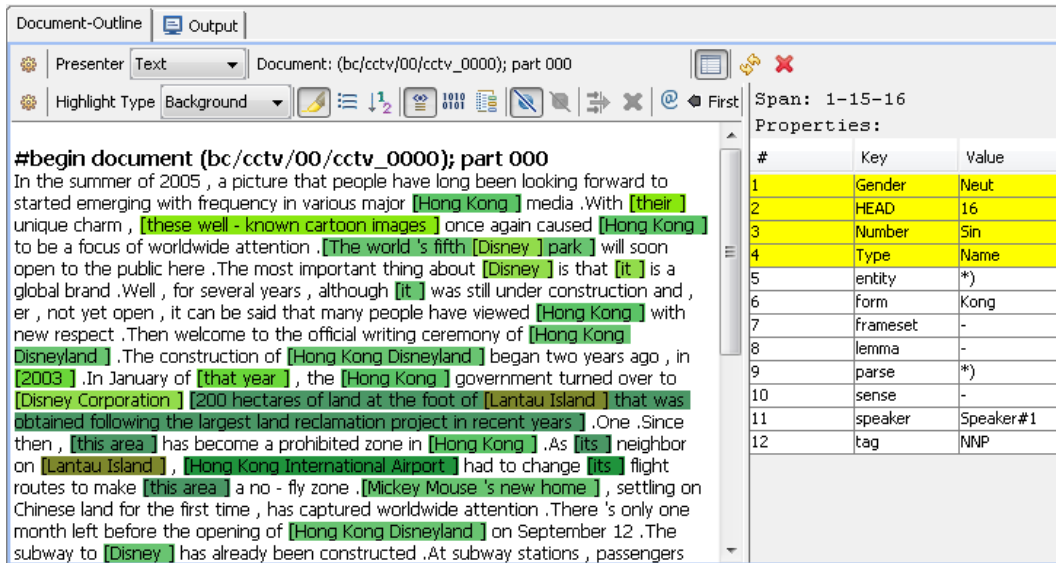 Document-Outline Output
Presenter Text Document: (bc/cctv/00/cctv_0000); part 000
Highlight Type Background First
#begin document (bc/cctv/00/cctv_0000); part 000
In the summer of 2005 , a picture that people have long been looking forward to
started emerging with frequency in various major [Hong Kong ] media .With [their ]
unique charm , [these well - known cartoon images ] once again caused [Hong Kong ]
to be a focus of worldwide attention .[The world 's fifth [Disney ] park ] will soon
open to the public here .The most important thing about [Disney ] is that [it ] is a
global brand .Well , for several years , although [it ] was still under construction and ,
er , not yet open , it can be said that many people have viewed [Hong Kong ] with
new respect .Then welcome to the official writing ceremony of [Hong Kong
Disneyland ] .The construction of [Hong Kong Disneyland ] began two years ago , in
[2003 ] .In January of [that year ] , the [Hong Kong ] government turned over to
[Disney Corporation ] [200 hectares of land at the foot of [Lantau Island ] that was
obtained following the largest land reclamation project in recent years ] .One .Since
then , [this area ] has become a prohibited zone in [Hong Kong ] .As [its ] neighbor
on [Lantau Island ] , [Hong Kong International Airport ] had to change [its ] flight
routes to make [this area ] a no - fly zone .[Mickey Mouse 's new home ] , settling on
Chinese land for the first time , has captured worldwide attention .There 's only one
month left before the opening of [Hong Kong Disneyland ] on September 12 .The
subway to [Disney ] has already been constructed .At subway stations , passengers
Span: 1-15-16
Properties:
# Key Value
1 Gender Neut
2 HEAD 16
3 Number Sin
4 Type Name
5 entity *)
6 form Kong
7 frameset -
8 lemma -
9 parse *)
10 sense -
11 speaker Speaker#1
12 tag NNP